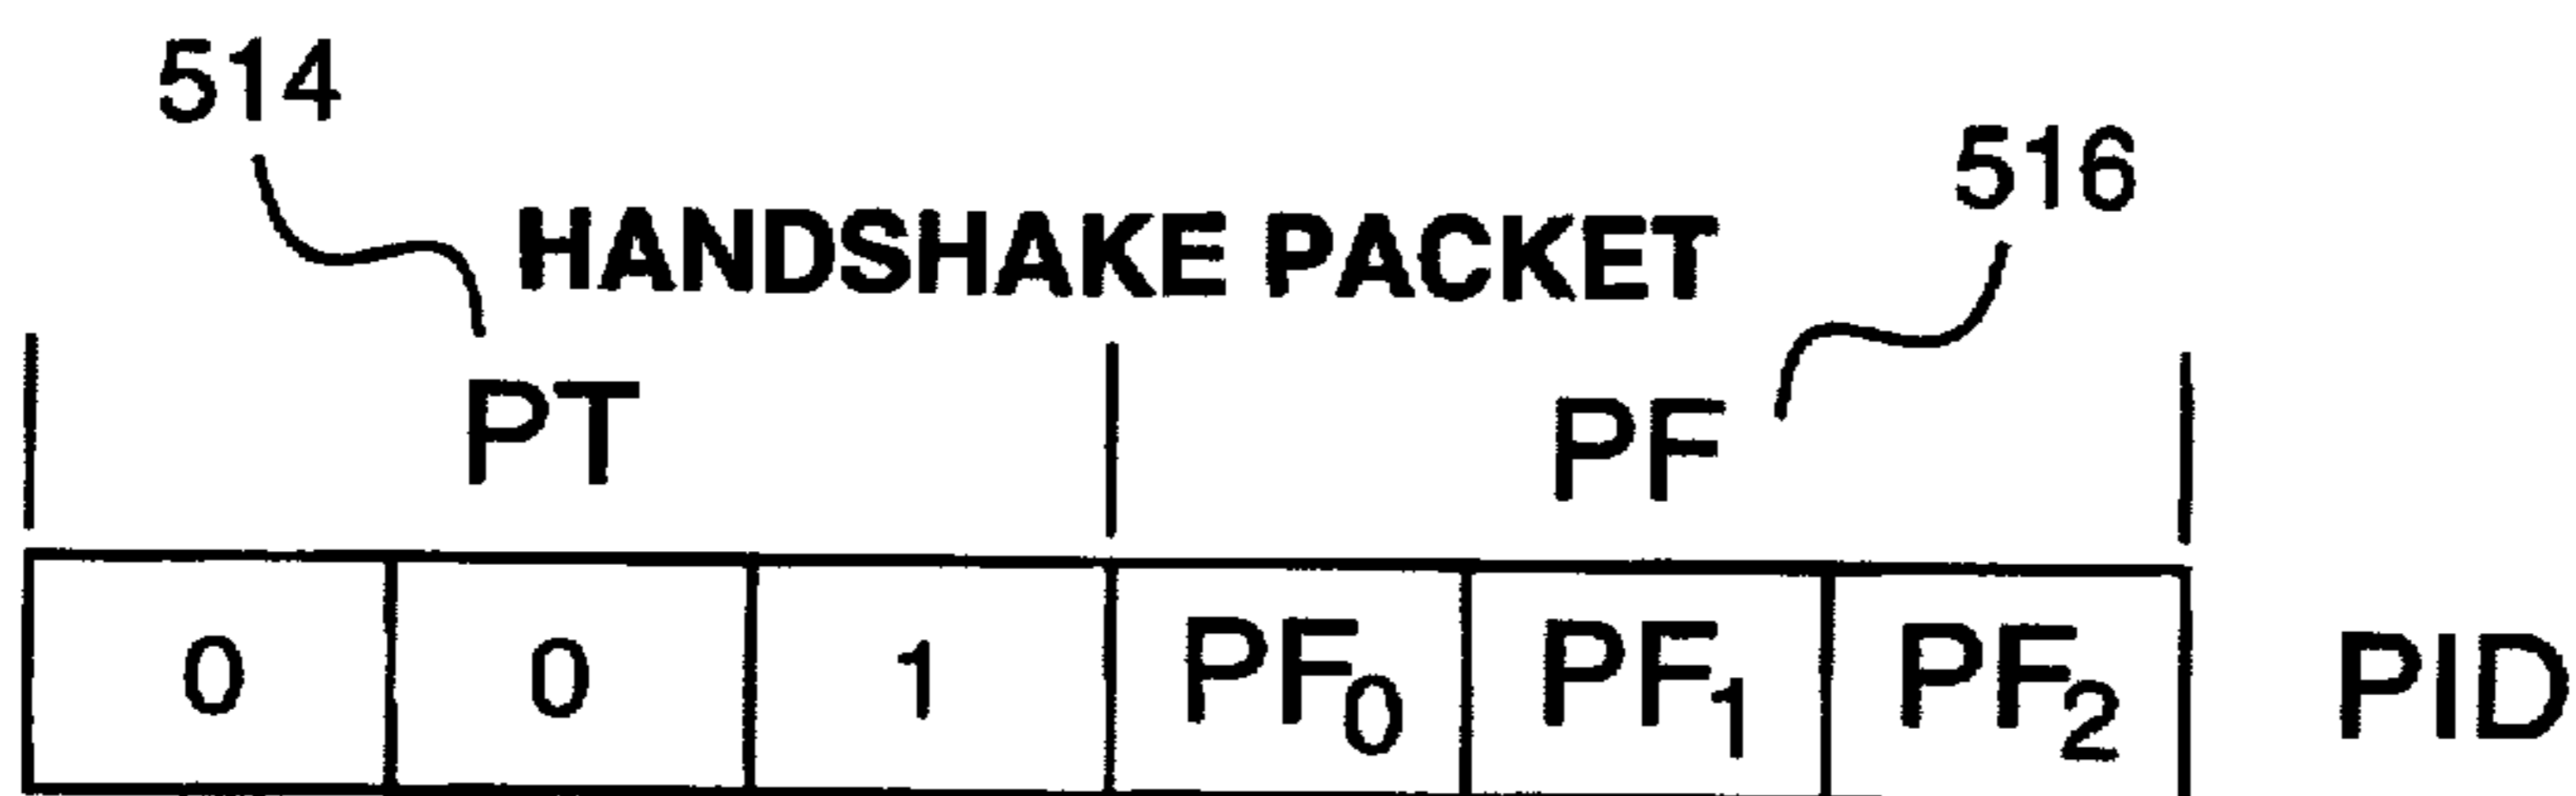 514
516
HANDSHAKE PACKET
PT PF
0 0 1 PF₀ PF₁ PF₂ PID